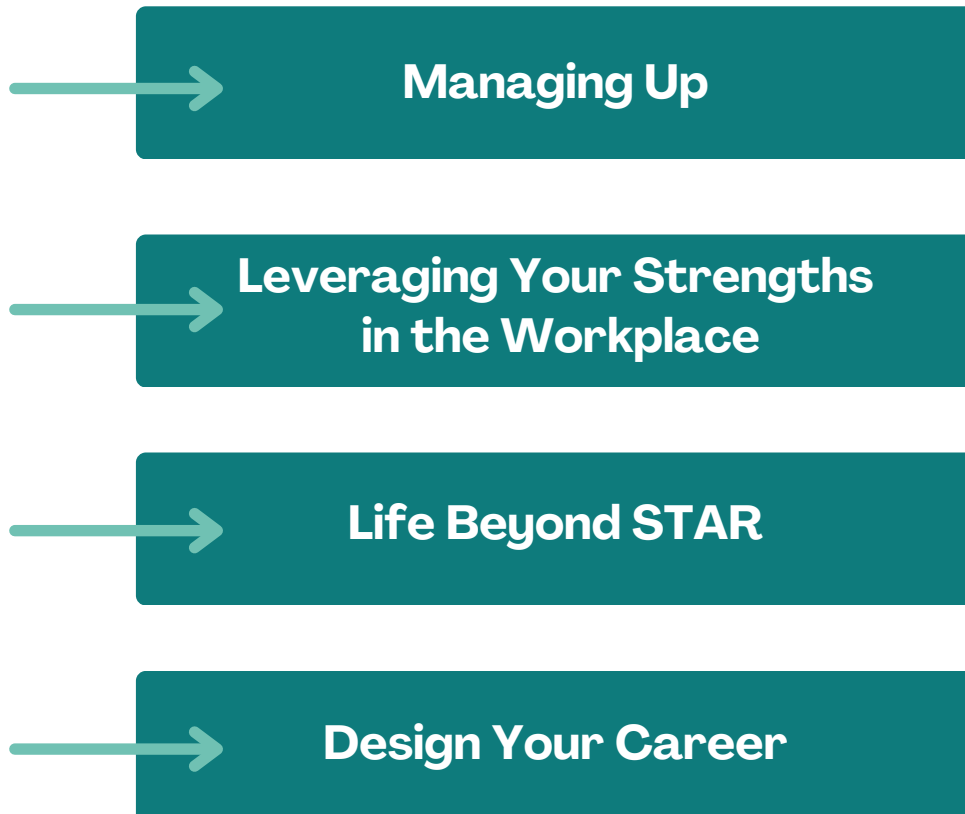 Managing Up
Leveraging Your Strengths
in the Workplace
Life Beyond STAR
Design Your Career